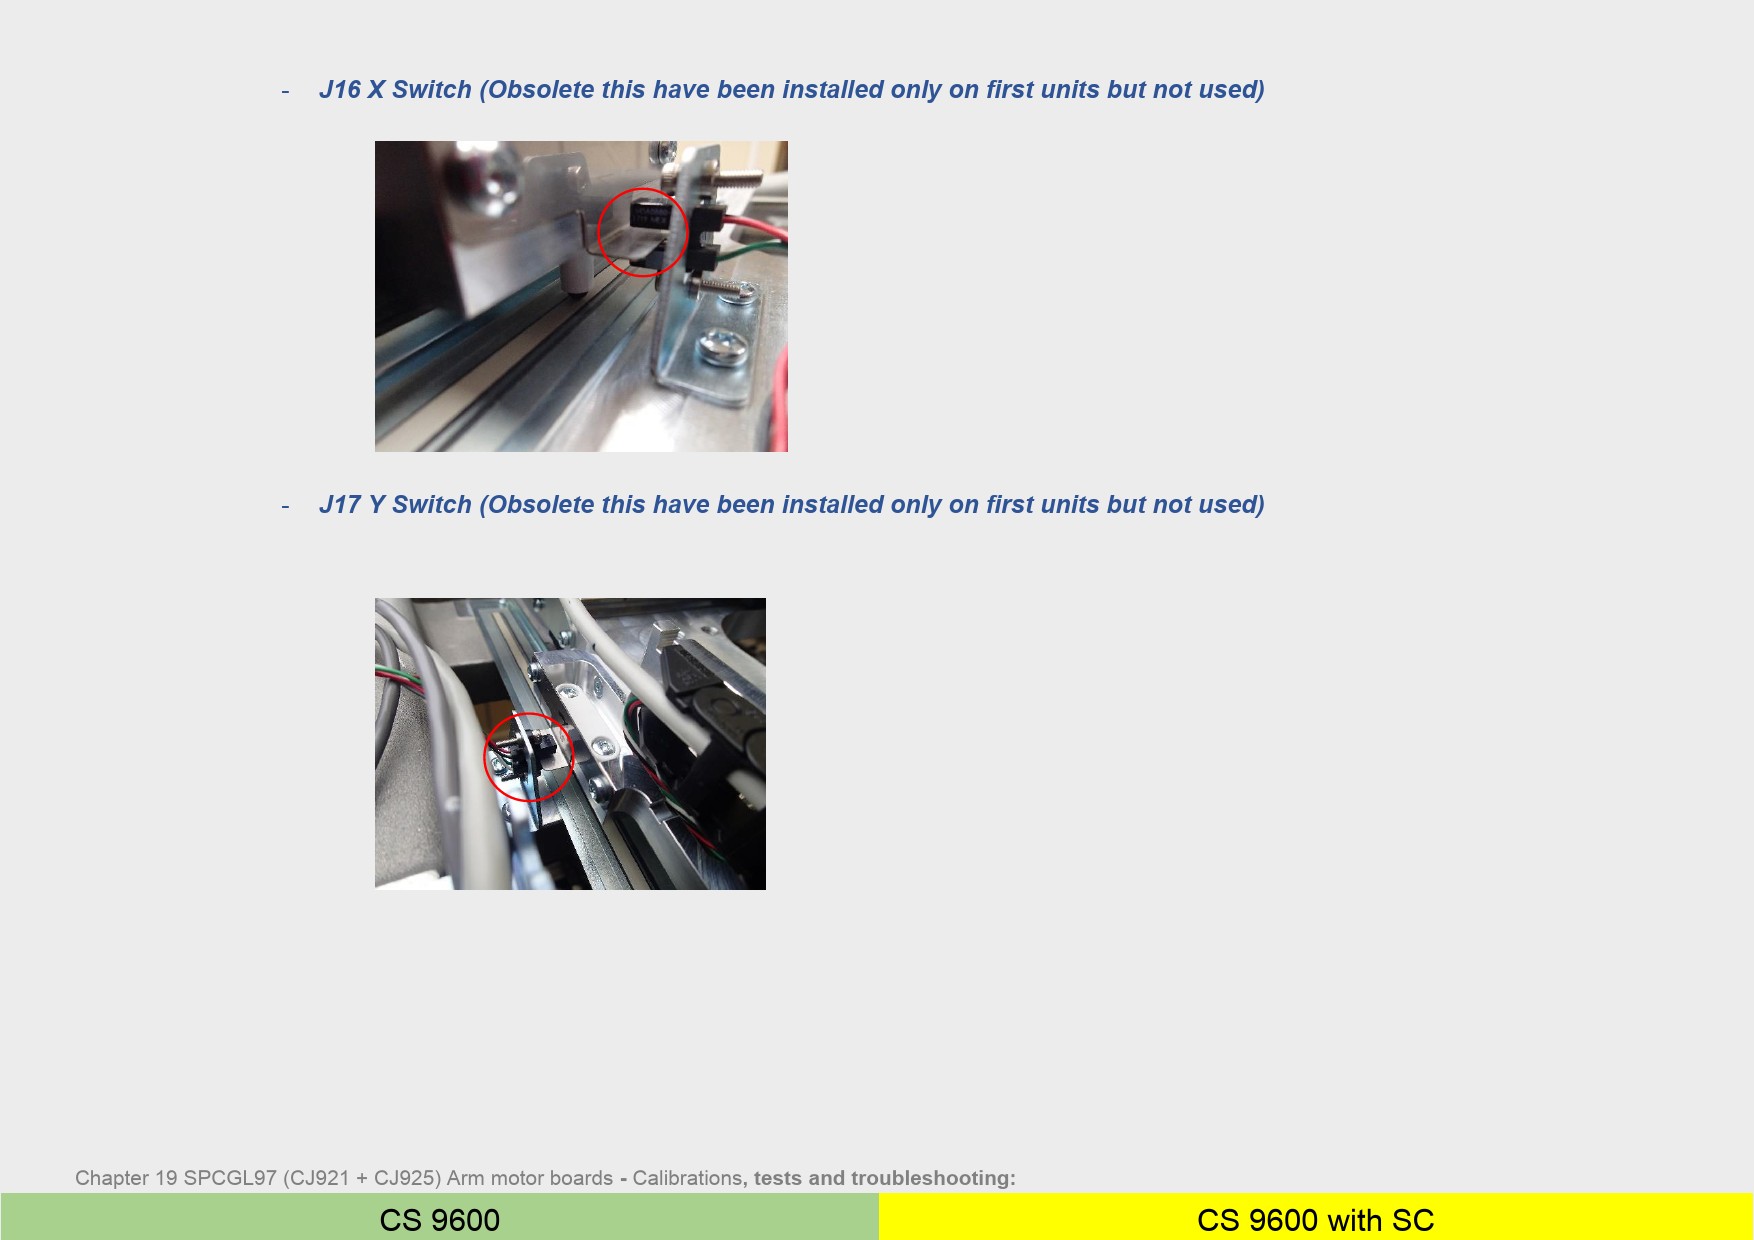 - J16 X Switch (Obsolete this have been installed only on first units but not used)
- J17 Y Switch (Obsolete this have been installed only on first units but not used)
Chapter 19 SPCGL97 (CJ921 + CJ925) Arm motor boards - Calibrations, tests and troubleshooting:
CS 9600
CS 9600 with SC